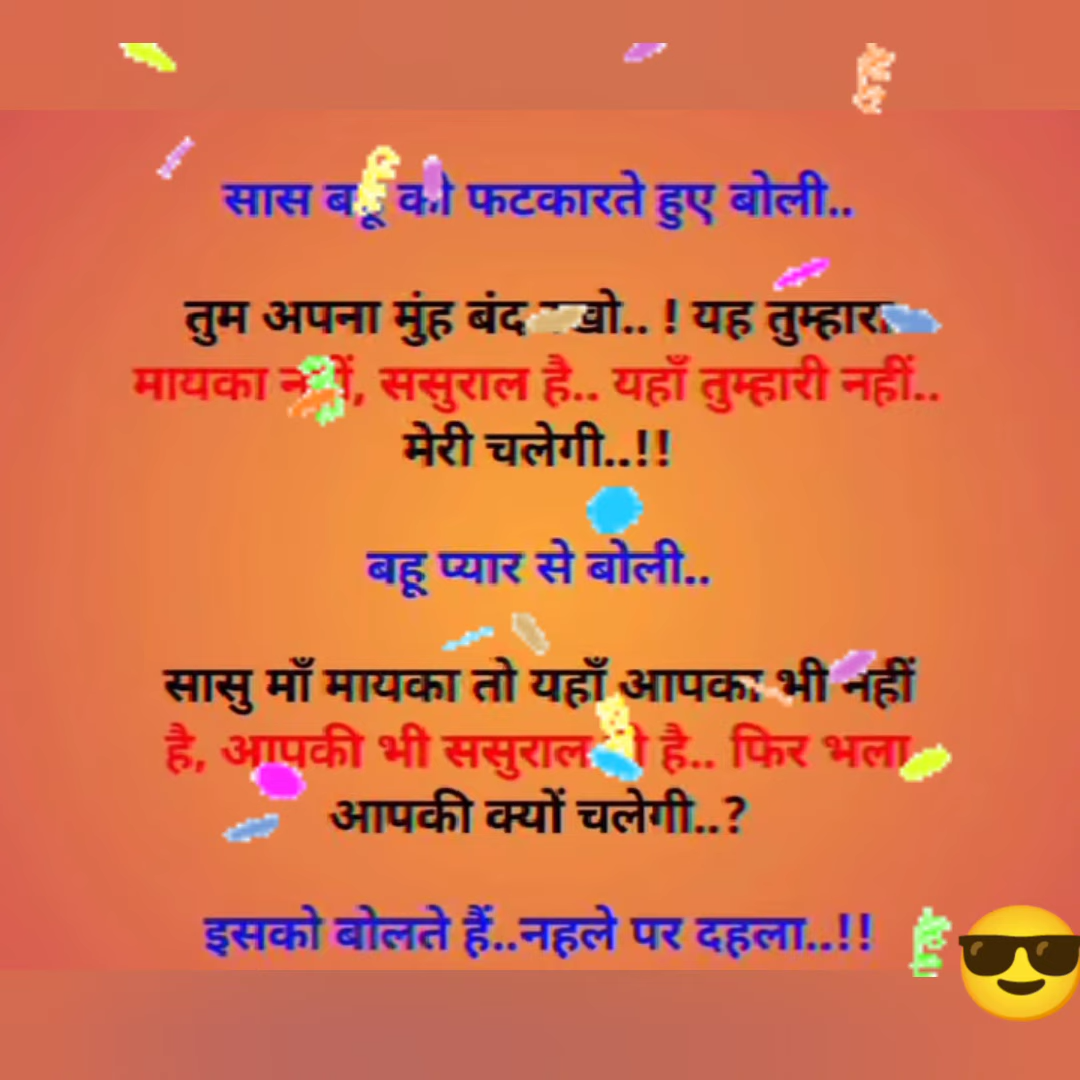 सास बहू को फटकारते हुए बोली..
तुम अपना मुंह बंद रखो.. ! यह तुम्हारा
मायका नहीं, ससुराल है.. यहाँ तुम्हारी नहीं..
मेरी चलेगी..!!
बहू प्यार से बोली..
सासु माँ मायका तो यहाँ आपका भी नहीं
है, आपकी भी ससुराल ही है.. फिर भला
आपकी क्यों चलेगी..?
इसको बोलते हैं..नहले पर दहला..!!